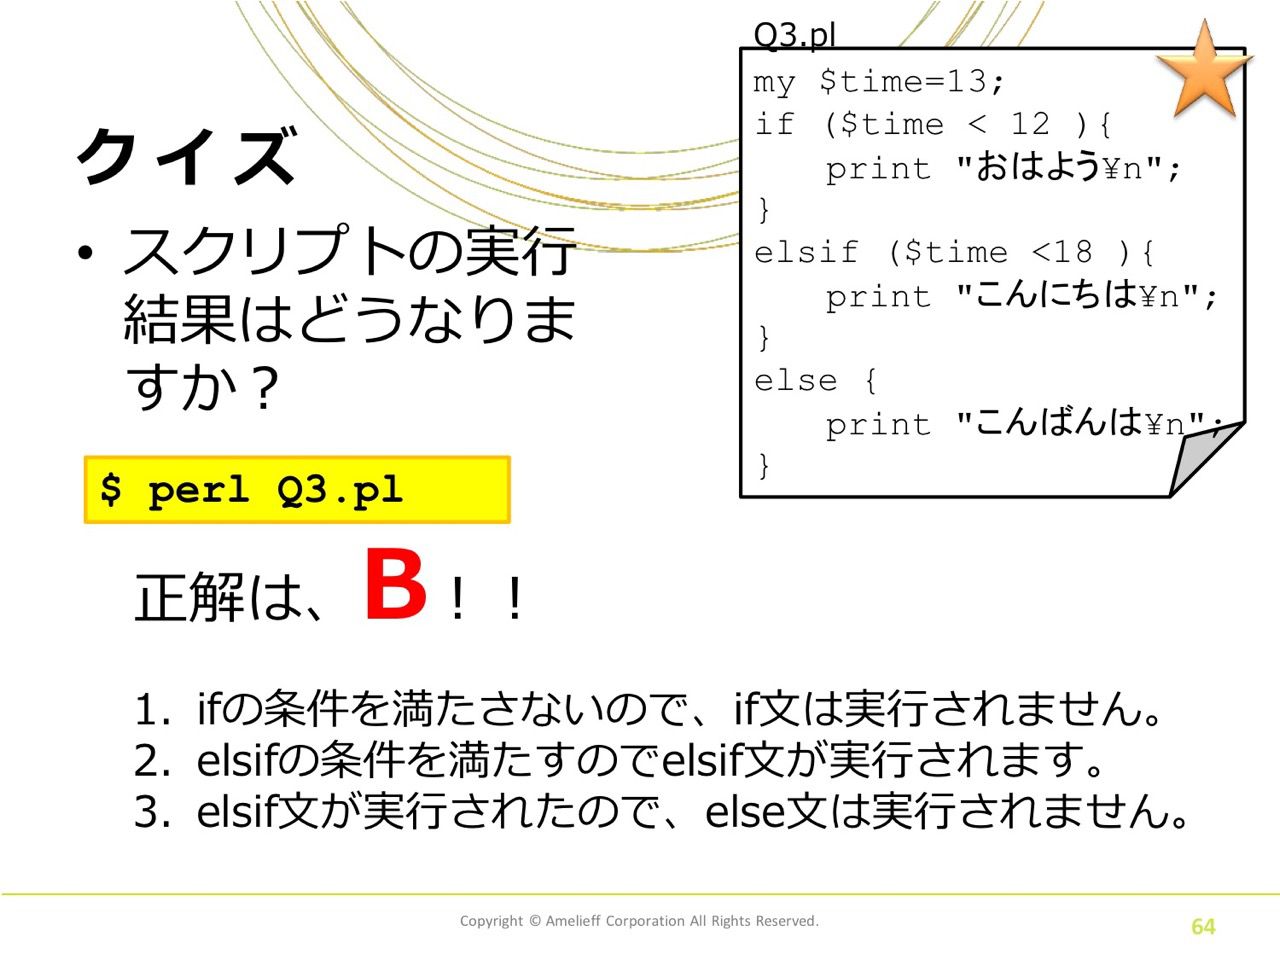 クイズ
• スクリプトの実行
結果はどうなりま
すか？
$ perl Q3.pl
Q3.pl
my $time=13;
if ($time < 12 ){
print "おはよう¥n";
}
elsif ($time <18 ){
print "こんにちは¥n";
}
else {
print "こんばんは¥n";
}
正解は、B！！
1. ifの条件を満たさないので、if文は実行されません。
2. elsifの条件を満たすのでelsif文が実行されます。
3. elsif文が実行されたので、else文は実行されません。
Copyright © Amelieff Corporation All Rights Reserved.
64